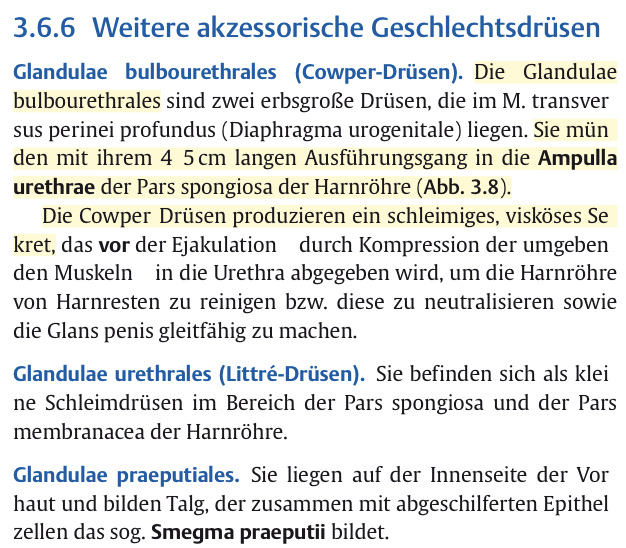 3.6.6 Weitere akzessorische Geschlechtsdrüsen
Glandulae bulbourethrales (Cowper-Drüsen). Die Glandulae
bulbourethrales sind zwei erbsgroße Drüsen, die im M. transver
sus perinei profundus (Diaphragma urogenitale) liegen. Sie mün
den mit ihrem 4 5 cm langen Ausführungsgang in die Ampulla
urethrae der Pars spongiosa der Harnröhre (Abb. 3.8).
Die Cowper Drüsen produzieren ein schleimiges, visköses Se
kret, das vor der Ejakulation durch Kompression der umgeben
den Muskeln in die Urethra abgegeben wird, um die Harnröhre
von Harnresten zu reinigen bzw. diese zu neutralisieren sowie
die Glans penis gleitfähig zu machen.
Glandulae urethrales (Littré-Drüsen). Sie befinden sich als klei
ne Schleimdrüsen im Bereich der Pars spongiosa und der Pars
membranacea der Harnröhre.
Glandulae praeputiales. Sie liegen auf der Innenseite der Vor
haut und bilden Talg, der zusammen mit abgeschilferten Epithel
zellen das sog. Smegma praeputii bildet.